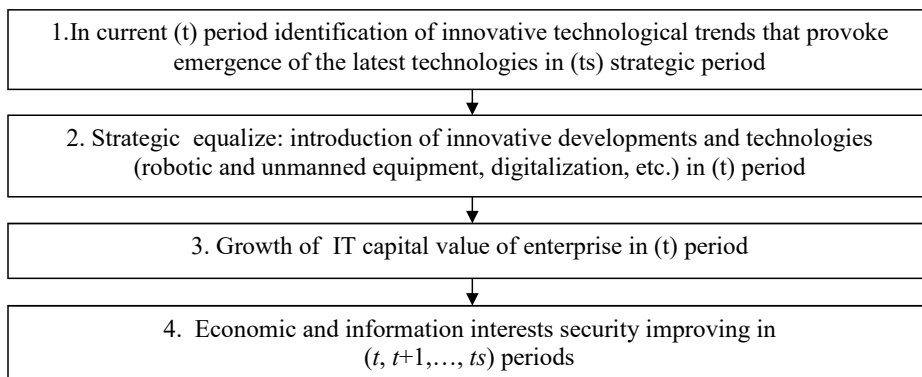 1.In current (t) period identification of innovative technological trends that provoke
emergence of the latest technologies in (ts) strategic period
2. Strategic equalize: introduction of innovative developments and technologies
(robotic and unmanned equipment, digitalization, etc.) in (t) period
3. Growth of IT capital value of enterprise in (t) period
4. Economic and information interests security improving in
(t, t+1,…, ts) periods